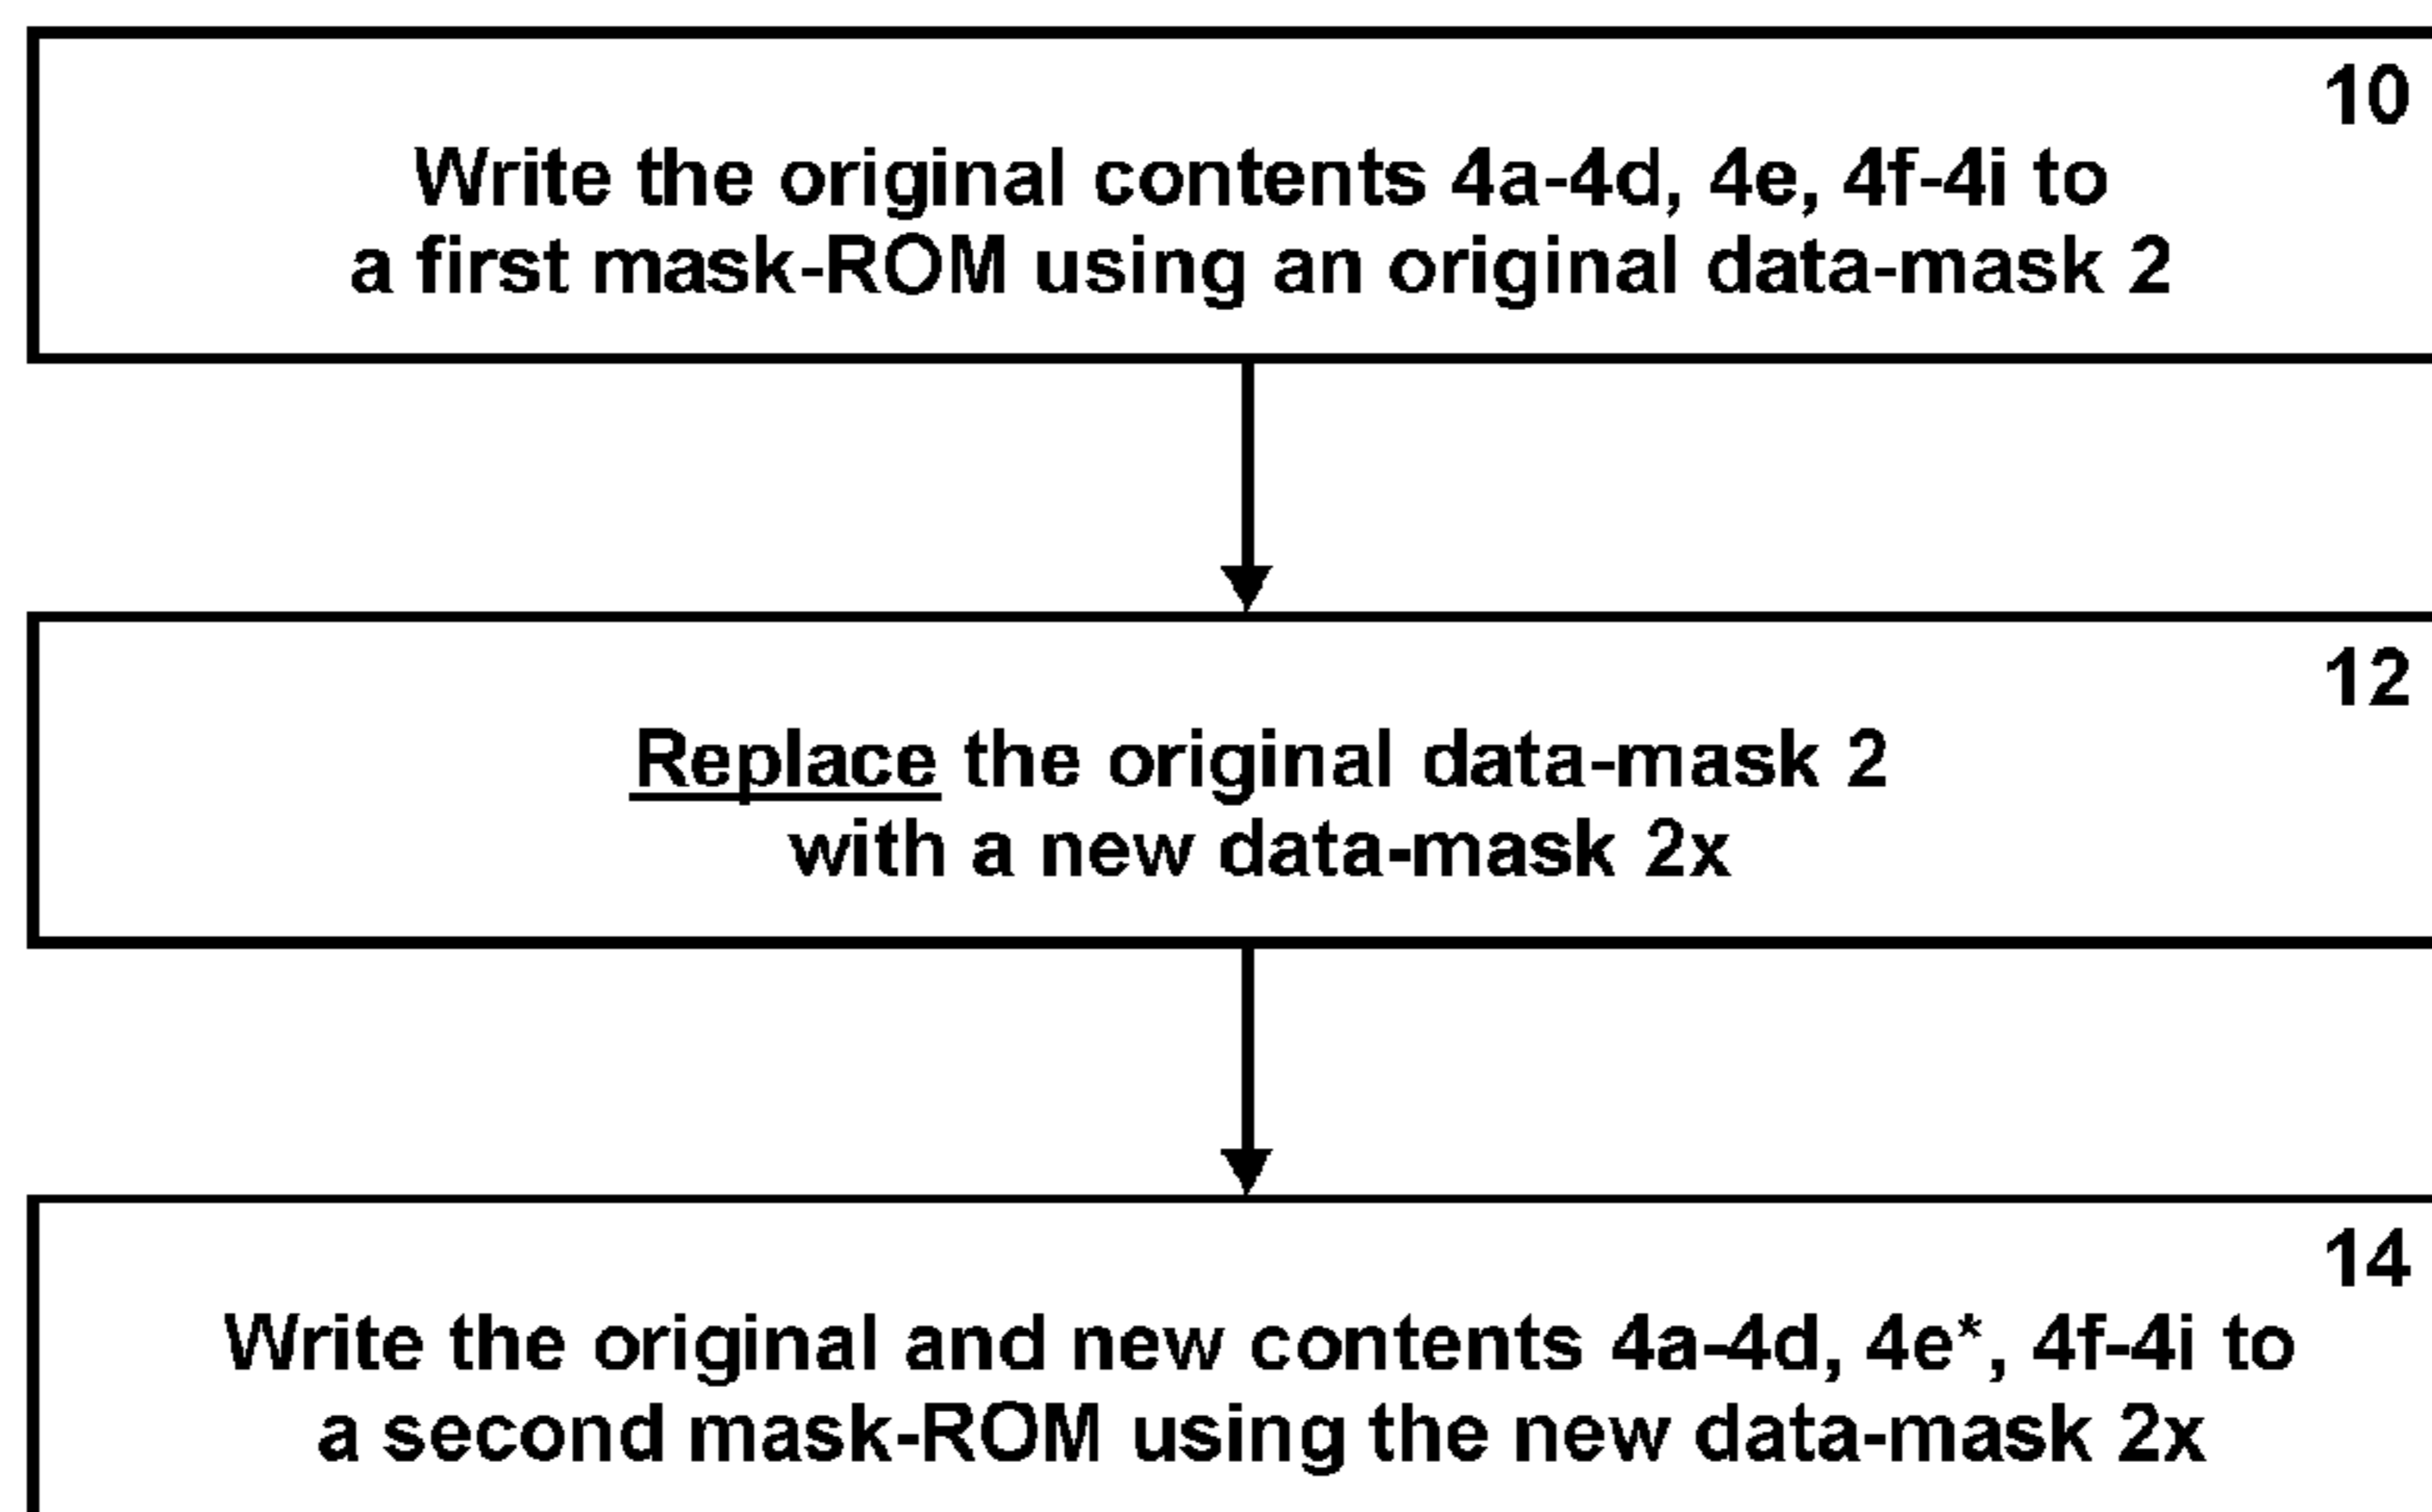 10
Write the original contents 4a-4d, 4e, 4f-4i to
a first mask-ROM using an original data-mask 2
12
Replace the original data-mask 2
with a new data-mask 2x
14
Write the original and new contents 4a-4d, 4e*, 4f-4i to
a second mask-ROM using the new data-mask 2x